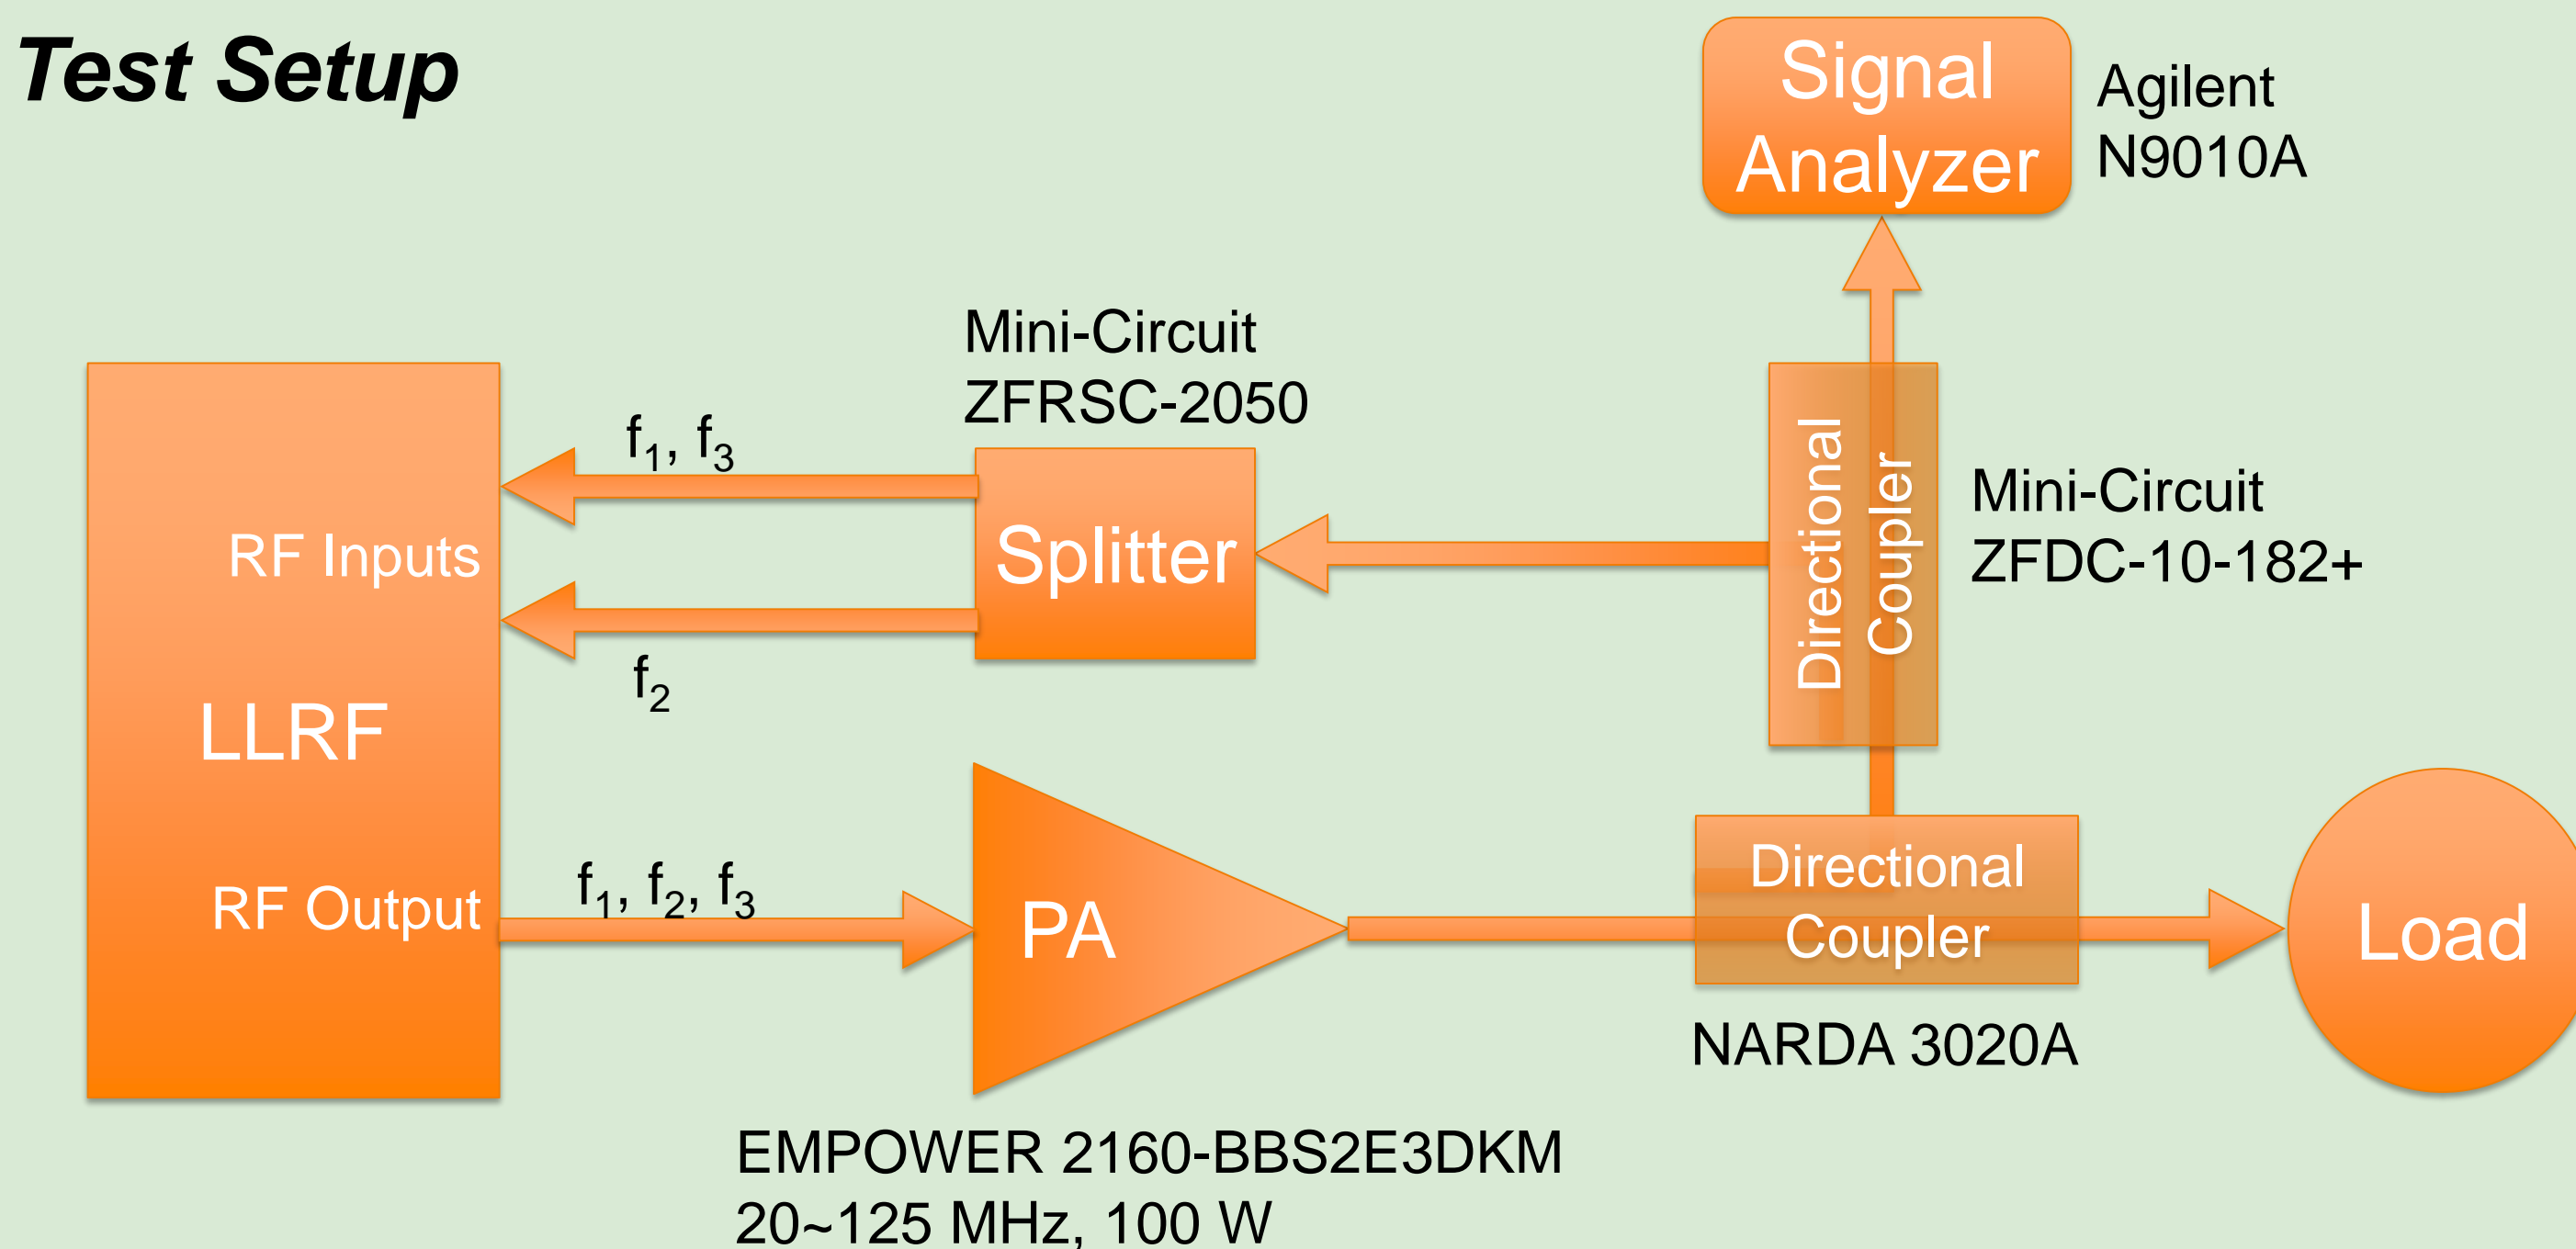 Test Setup
Signal
Analyzer
Agilent
N9010A
Mini-Circuit
ZFRSC-2050
f₁, f₃
RF Inputs
Splitter
Directional
Coupler
Mini-Circuit
ZFDC-10-182+
f₂
LLRF
RF Output
f₁, f₂, f₃
PA
Directional
Coupler
Load
NARDA 3020A
EMPOWER 2160-BBS2E3DKM
20~125 MHz, 100 W